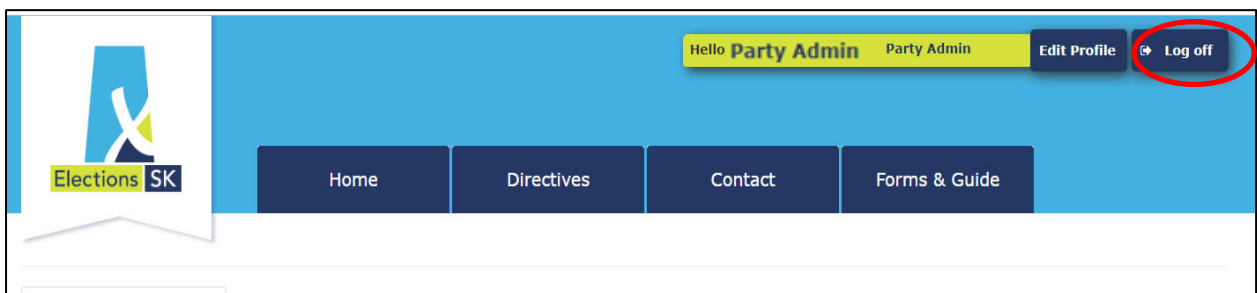 Hello Party Admin Party Admin Edit Profile Log off
Elections SK
Home Directives Contact Forms & Guide